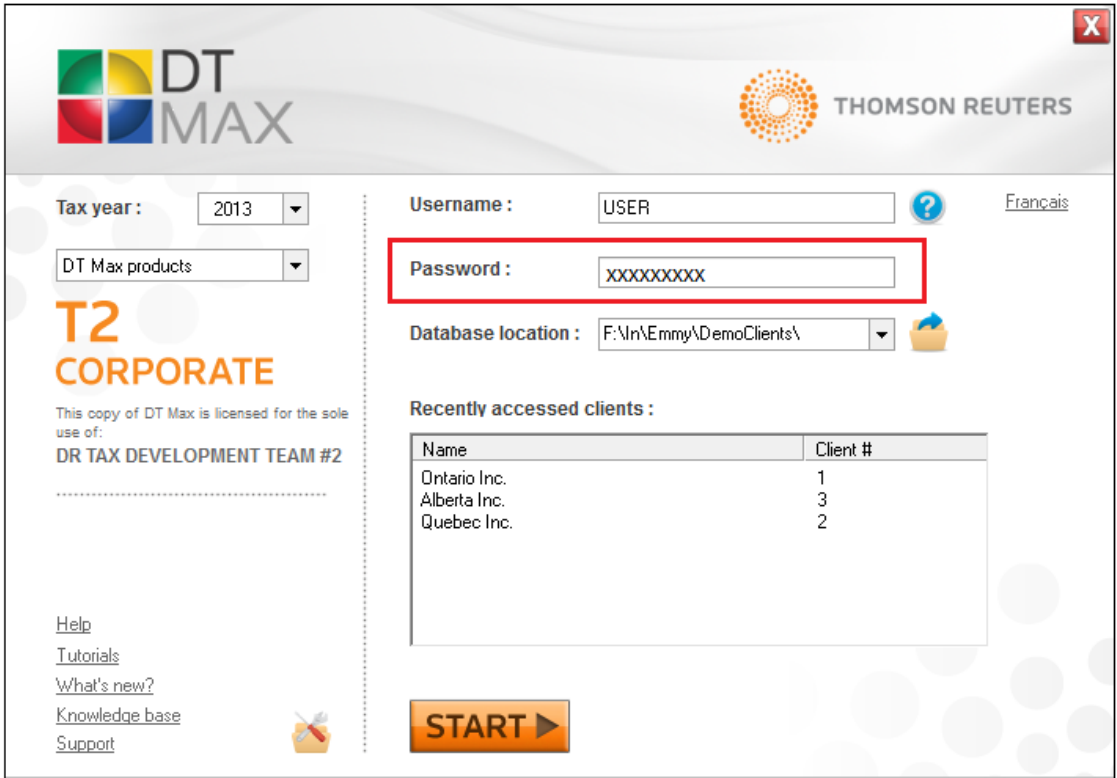 X
DT
MAX
THOMSON REUTERS
Tax year : 2013
DT Max products
T2
CORPORATE
This copy of DT Max is licensed for the sole
use of:
DR TAX DEVELOPMENT TEAM #2
Help
Tutorials
What's new?
Knowledge base
Support
Username : USER ?
Français
Password : xxxxxxxxx
Database location : F:\In\Emmy\DemoClients\
Recently accessed clients :
Name Client #
Ontario Inc. 1
Alberta Inc. 3
Quebec Inc. 2
START